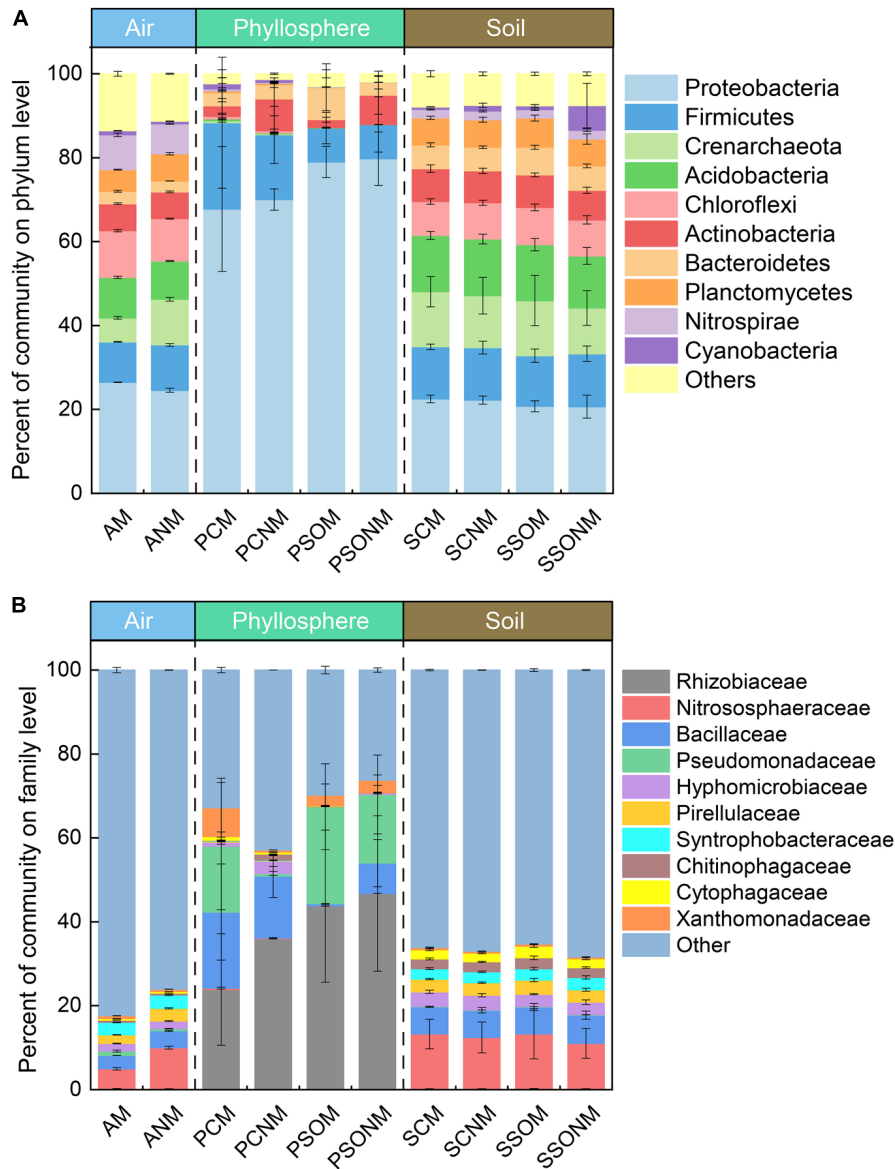 A
Air
Phyllosphere
Soil
Percent of community on phylum level
100
80
60
40
20
0
AM
ANM
PCM
PCNM
PSOM
PSONM
SCM
SCNM
SSOM
SSONM
Proteobacteria
Firmicutes
Crenarchaeota
Acidobacteria
Chloroflexi
Actinobacteria
Bacteroidetes
Planctomycetes
Nitrospirae
Cyanobacteria
Others
B
Air
Phyllosphere
Soil
Percent of community on family level
100
80
60
40
20
0
AM
ANM
PCM
PCNM
PSOM
PSONM
SCM
SCNM
SSOM
SSONM
Rhizobiaceae
Nitrososphaeraceae
Bacillaceae
Pseudomonadaceae
Hyphomicrobiaceae
Pirellulaceae
Syntrophobacteraceae
Chitinophagaceae
Cytophagaceae
Xanthomonadaceae
Other